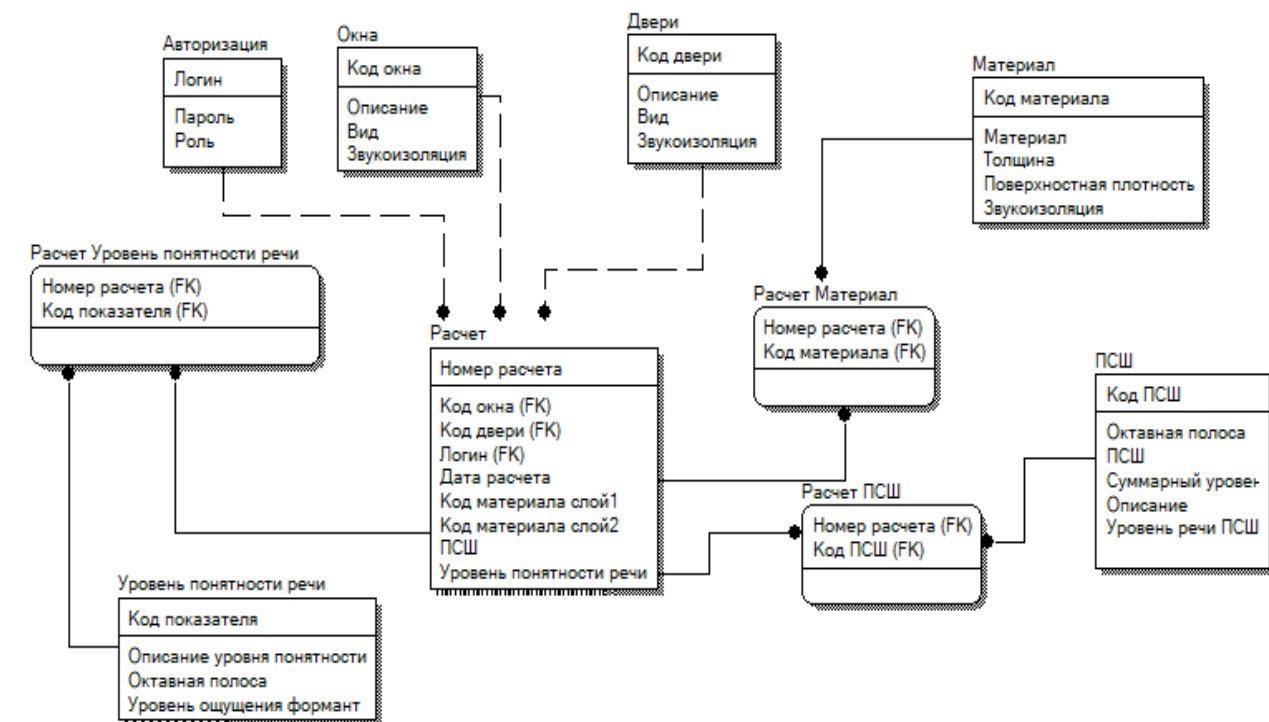 Авторизация
Логин
Пароль
Роль
Окна
Код окна
Описание
Вид
Звукоизоляция
Двери
Код двери
Описание
Вид
Звукоизоляция
Материал
Код материала
Материал
Толщина
Поверхностная плотность
Звукоизоляция
Расчет Уровень понятности речи
Номер расчета (FK)
Код показателя (FK)
Расчет
Номер расчета
Код окна (FK)
Код двери (FK)
Логин (FK)
Дата расчета
Код материала слой1
Код материала слой2
ПСШ
Уровень понятности речи
Расчет Материал
Номер расчета (FK)
Код материала (FK)
ПСШ
Код ПСШ
Октавная полоса
ПСШ
Суммарный уровен
Описание
Уровень речи ПСШ
Расчет ПСШ
Номер расчета (FK)
Код ПСШ (FK)
Уровень понятности речи
Код показателя
Описание уровня понятности
Октавная полоса
Уровень ощущения формант